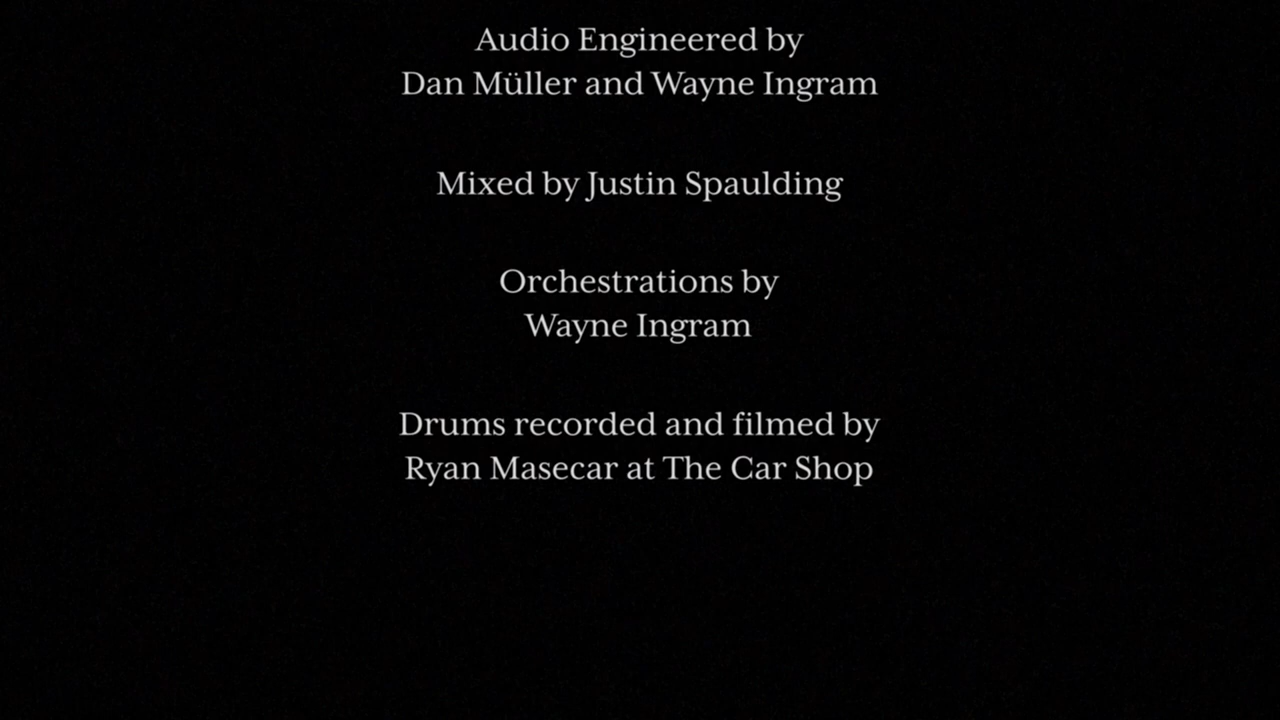 Audio Engineered by
Dan Müller and Wayne Ingram
Mixed by Justin Spaulding
Orchestrations by
Wayne Ingram
Drums recorded and filmed by
Ryan Masecar at The Car Shop